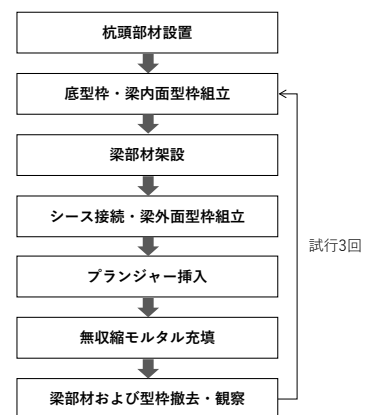 杭頭部材設置
底型枠・梁内面型枠組立
梁部材架設
シース接続・梁外面型枠組立
試行3回
プランジャー挿入
無収縮モルタル充填
梁部材および型枠撤去・観察